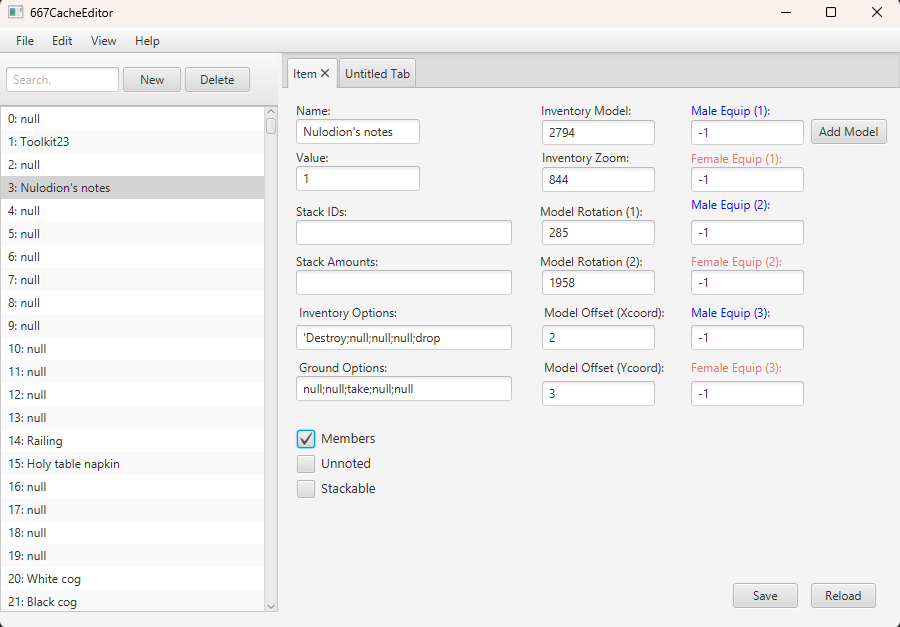 667CacheEditor
File Edit View Help
Search. New Delete
0: null
1: Toolkit23
2: null
3: Nulodion's notes
4: null
5: null
6: null
7: null
8: null
9: null
10: null
11: null
12: null
13: null
14: Railing
15: Holy table napkin
16: null
17: null
18: null
19: null
20: White cog
21: Black cog
Item Untitled Tab
Name: Inventory Model: Male Equip (1):
Nulodion's notes 2794 -1 Add Model
Value: Inventory Zoom: Female Equip (1):
1 844 -1
Stack IDs: Model Rotation (1): Male Equip (2):
285 -1
Stack Amounts: Model Rotation (2): Female Equip (2):
1958 -1
Inventory Options: Model Offset (Xcoord): Male Equip (3):
'Destroy;null;null;null;drop 2 -1
Ground Options: Model Offset (Ycoord): Female Equip (3):
null;null;take;null;null 3 -1
Members
Unnoted
Stackable
Save Reload